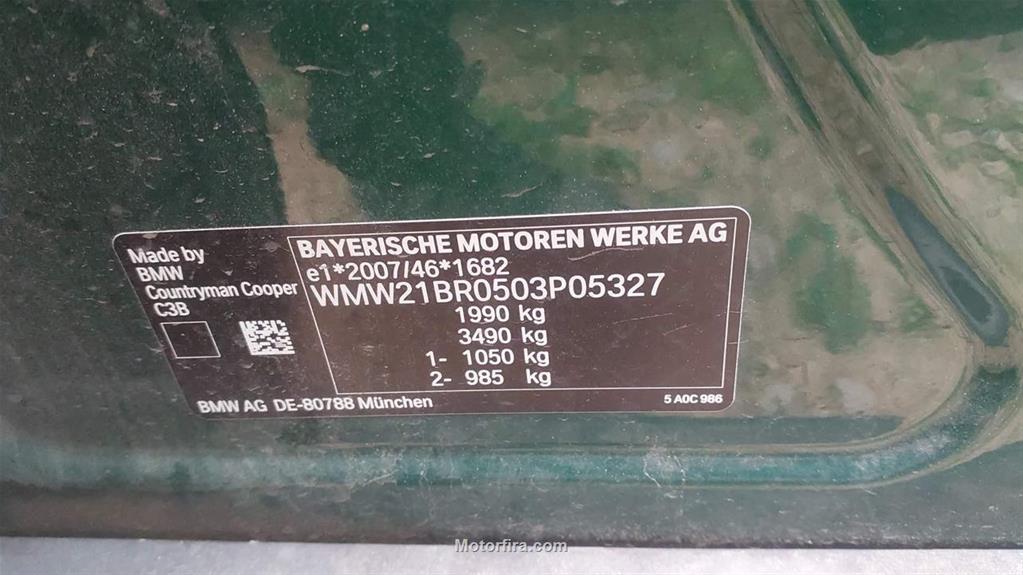 Made by
BMW
Countryman Cooper
C3B
BAYERISCHE MOTOREN WERKE AG
e1*2007/46*1682
WMW21BR0503P05327
1990 kg
3490 kg
1- 1050 kg
2- 985 kg
BMW AG DE-80788 München
5 A0C 986
Motorfira.com